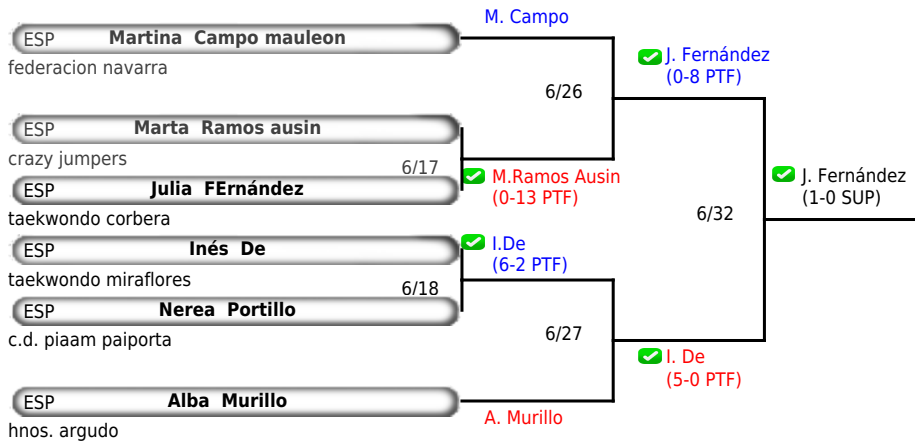 M. Campo
ESP Martina Campo mauleon
federacion navarra
J. Fernández
(0-8 PTF)
6/26
ESP Marta Ramos ausin
crazy jumpers
6/17
M.Ramos Ausin
(0-13 PTF)
ESP Julia FErnández
taekwondo corbera
J. Fernández
(1-0 SUP)
6/32
ESP Inés De
taekwondo miraflores
I.De
(6-2 PTF)
6/18
ESP Nerea Portillo
c.d. piaam paiporta
6/27
I. De
(5-0 PTF)
ESP Alba Murillo
hnos. argudo
A. Murillo